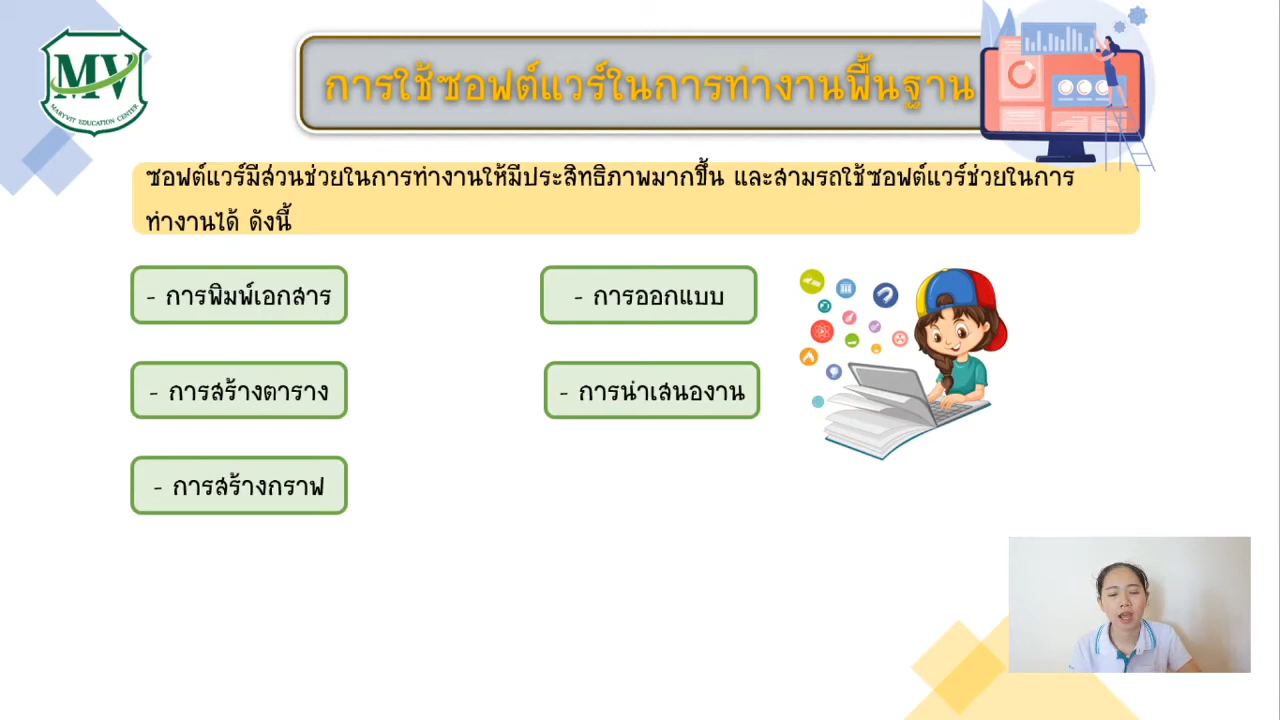 MV
MARYVIT EDUCATION CENTER
การใช้ซอฟต์แวร์ในการทำงานพื้นฐาน
ซอฟต์แวร์มีส่วนช่วยในการทำงานให้มีประสิทธิภาพมากขึ้น และสามรถใช้ซอฟต์แวร์ช่วยในการ
ทำงานได้ ดังนี้
- การพิมพ์เอกสาร
- การออกแบบ
- การสร้างตาราง
- การนำเสนองาน
- การสร้างกราฟ